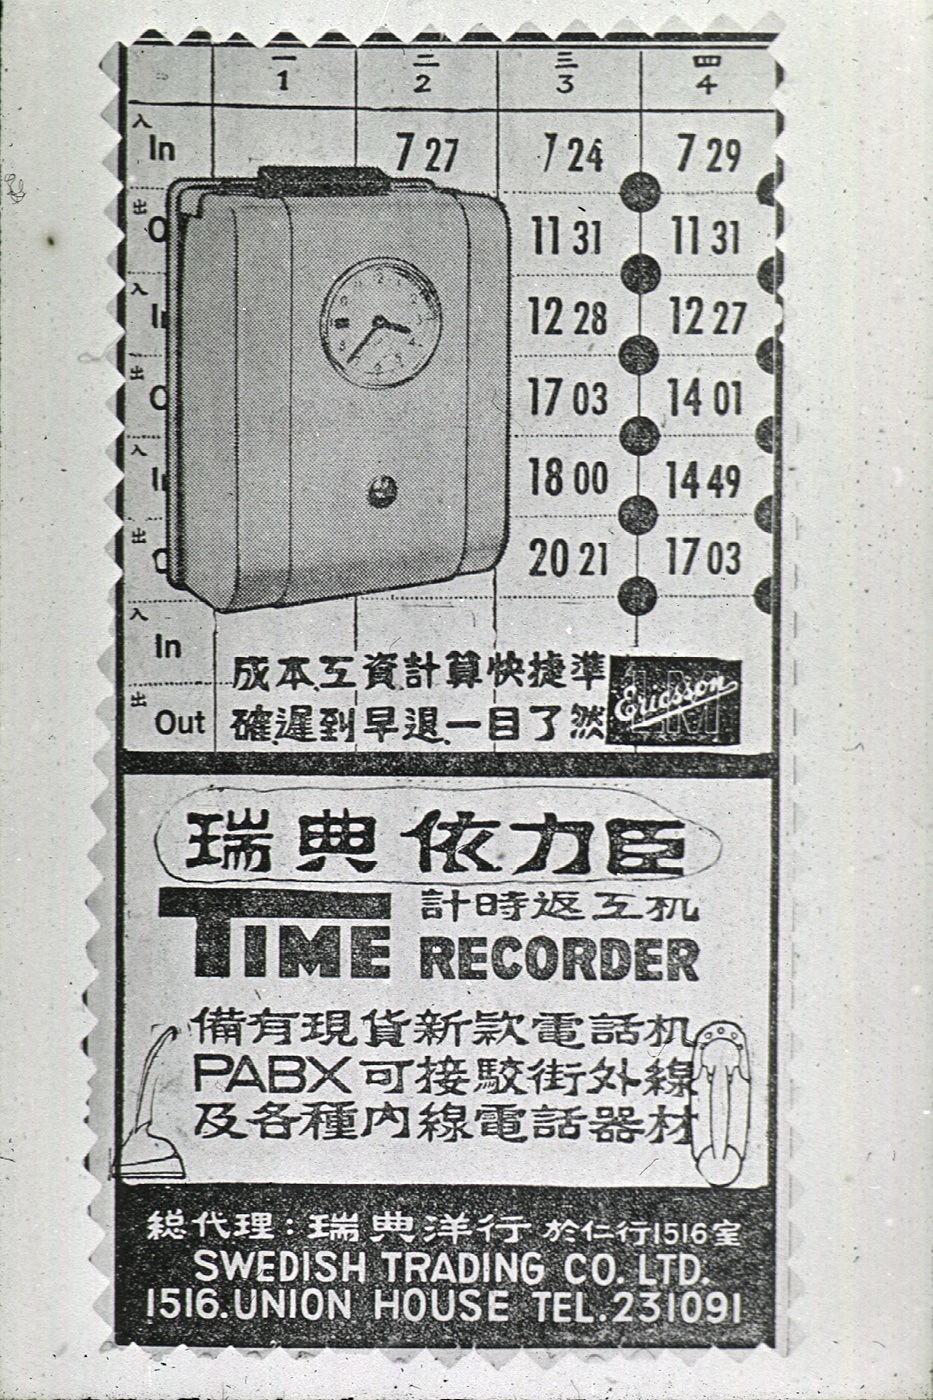 一 二 三 四
1 2 3 4
入 In 7 27 7 24 7 29
出 11 31 11 31
入 12 28 12 27
出 17 03 14 01
入 18 00 14 49
出 20 21 17 03
入 In
成本工資計算快捷準
出 Out
確遲到早退一目了然
Ericsson
瑞典依力臣
計時返工机
TIME RECORDER
備有現貨新款電話机
PABX可接駁街外線
及各種內線電話器材
総代理：瑞典洋行 於仁行1516室
SWEDISH TRADING CO. LTD.
1516.UNION HOUSE TEL.231091